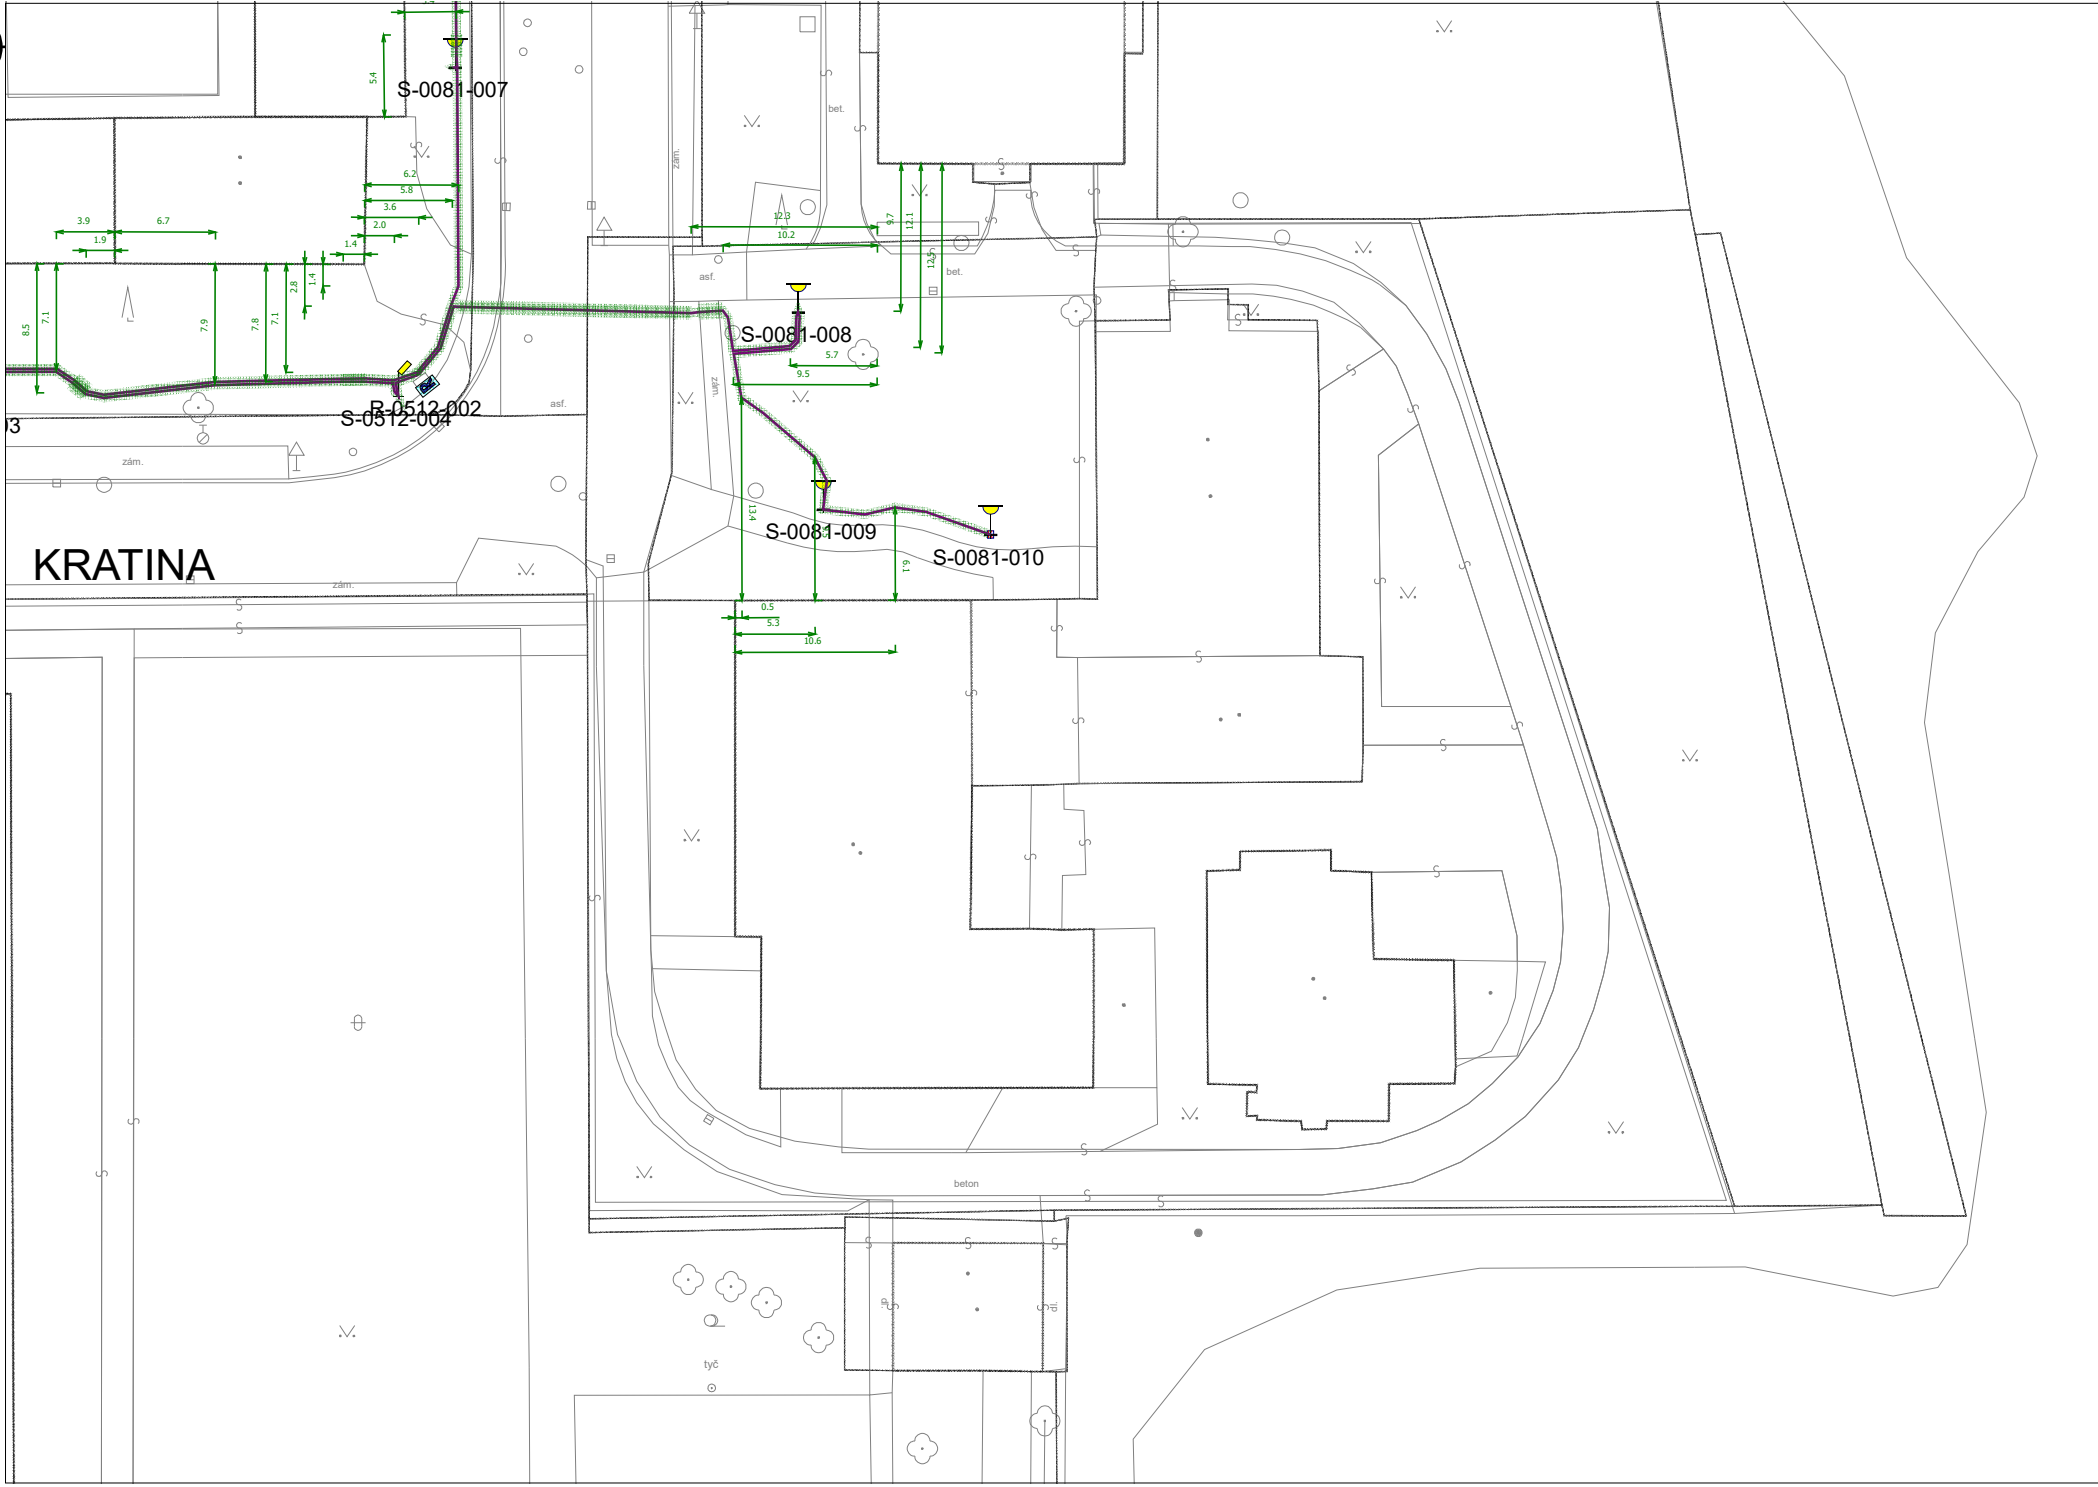 5.4
S-0081-007
bet.
zám.
6.2
5.8
3.6
2.0
1.4
3.9
6.7
1.9
12.3
10.2
9.7
12.1
asf.
bet.
8.5
7.1
7.9
7.8
7.1
2.8
1.4
S-0081-008
5.7
9.5
zám.
R-0512-002
S-0512-004
asf.
03
zám.
13.4
S-0081-009
S-0081-010
6.1
KRATINA
zám.
0.5
5.3
10.6
beton
dl.
dl.
tyč